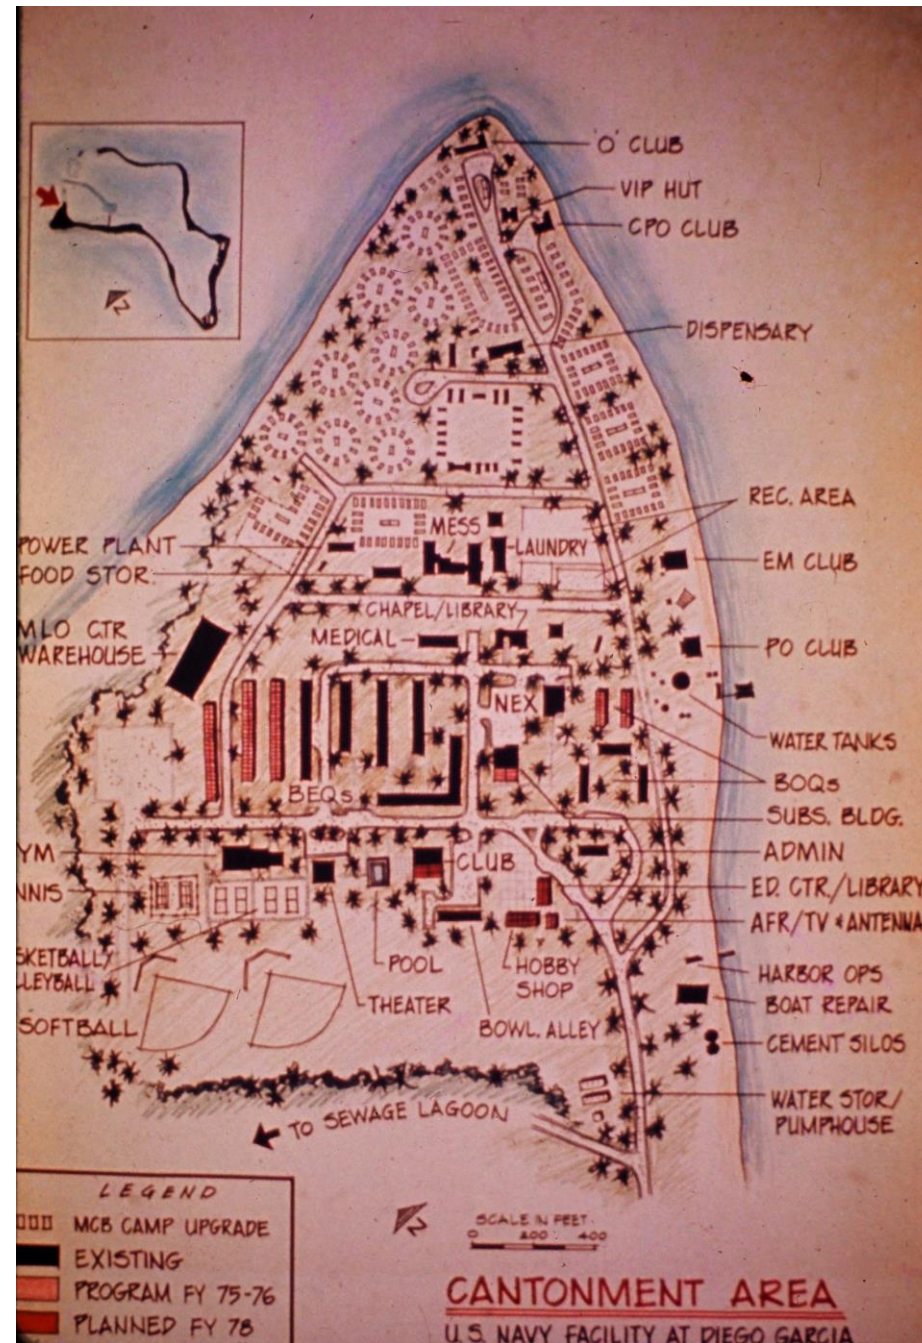 'O' CLUB
VIP HUT
CPO CLUB
N
DISPENSARY
REC. AREA
MESS
POWER PLANT
LAUNDRY
EM CLUB
FOOD STOR.
CHAPEL/LIBRARY
MLO CTR
WAREHOUSE
MEDICAL
PO CLUB
NEX
WATER TANKS
BOQs
BEQs
SUBS. BLDG.
YM
CLUB
ADMIN
NNIS
ED. CTR./LIBRARY
AFR/TV & ANTENNA
SKETBALL/
LLEYBALL
POOL
HOBBY
SHOP
HARBOR OPS
SOFTBALL
THEATER
BOWL. ALLEY
BOAT REPAIR
CEMENT SILOS
WATER STOR/
PUMPHOUSE
TO SEWAGE LAGOON
LEGEND
MCB CAMP UPGRADE
EXISTING
PROGRAM FY 75-76
PLANNED FY 78
N
SCALE IN FEET.
0 200 400
CANTONMENT AREA
U.S. NAVY FACILITY AT DIEGO GARCIA